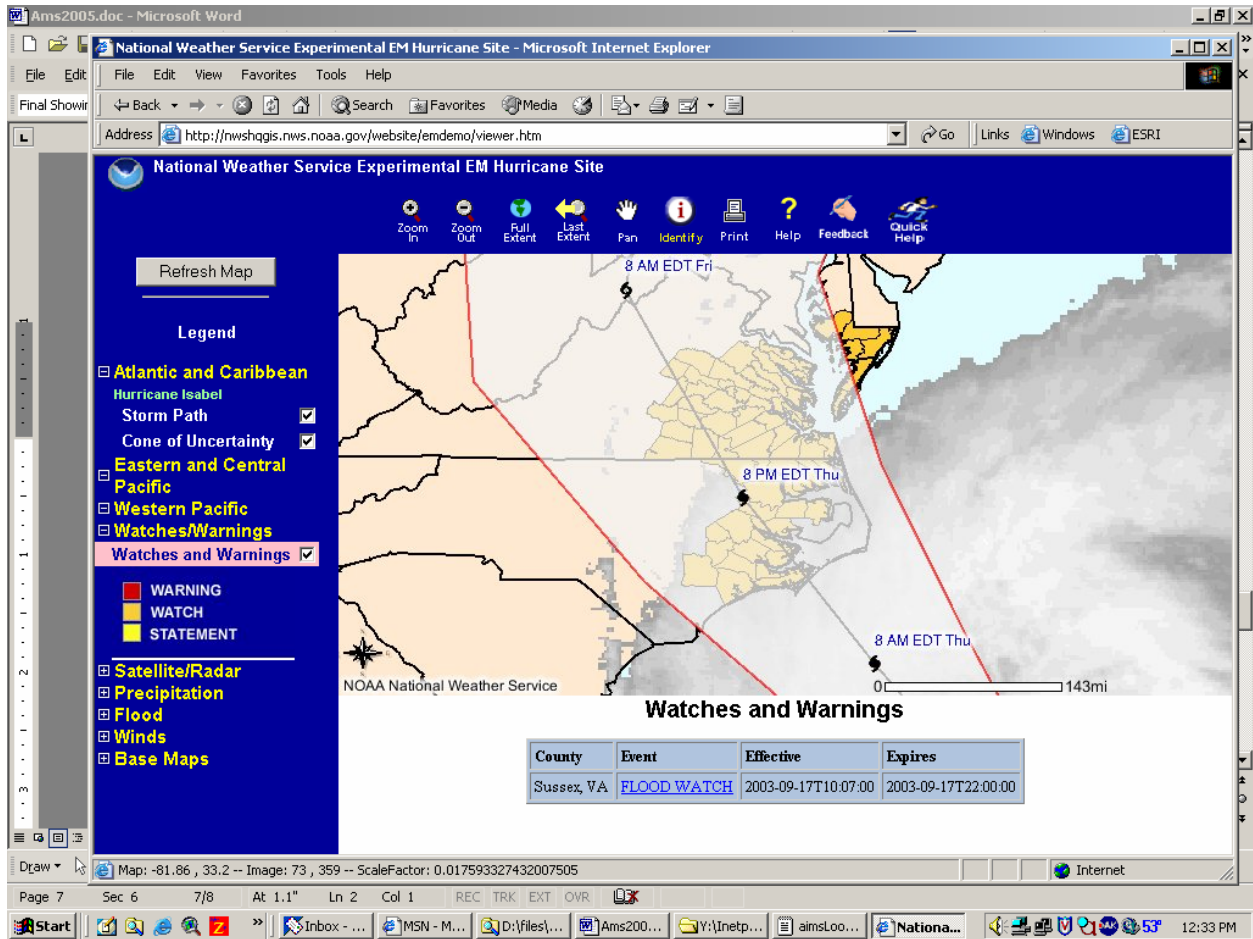 Ams2005.doc - Microsoft Word
National Weather Service Experimental EM Hurricane Site - Microsoft Internet Explorer
File Edit
File Edit View Favorites Tools Help
Final Showin
Back Search Favorites Media
Address http://nwshqgis.nws.noaa.gov/website/emdemo/viewer.htm Go Links Windows ESRI
National Weather Service Experimental EM Hurricane Site
Zoom In Zoom Out Full Extent Last Extent Pan Identify Print Help Feedback Quick Help
Refresh Map
8 AM EDT Fri
Legend
Atlantic and Caribbean
Hurricane Isabel
Storm Path
Cone of Uncertainty
Eastern and Central
Pacific
8 PM EDT Thu
Western Pacific
Watches/Warnings
Watches and Warnings
WARNING
WATCH
STATEMENT
8 AM EDT Thu
Satellite/Radar
NOAA National Weather Service 0 143mi
Precipitation
Flood
Winds
Base Maps
Watches and Warnings
County Event Effective Expires
Sussex, VA FLOOD WATCH 2003-09-17T10:07:00 2003-09-17T22:00:00
Draw
Map: -81.86 , 33.2 -- Image: 73 , 359 -- ScaleFactor: 0.017593327432007505 Internet
Page 7 Sec 6 7/8 At 1.1" Ln 2 Col 1 REC TRK EXT OVR
Start Inbox - ... MSN - M... D:\files\... Ams200... Y:\Inetp... aimsLoo... Nationa... 53° 12:33 PM